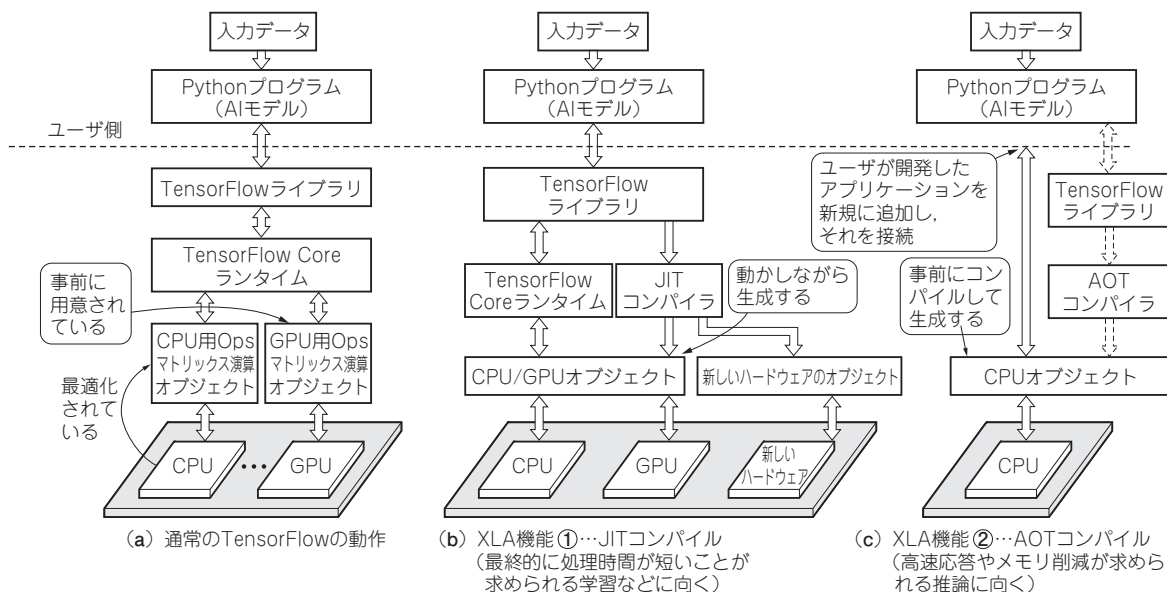 入力データ
Pythonプログラム
（AIモデル）
ユーザ側
TensorFlowライブラリ
TensorFlow Core
ランタイム
事前に
用意され
ている
CPU用Ops
マトリックス演算
オブジェクト
GPU用Ops
マトリックス演算
オブジェクト
最適化
されて
いる
CPU
•••
GPU
（a）通常のTensorFlowの動作
入力データ
Pythonプログラム
（AIモデル）
TensorFlow
ライブラリ
TensorFlow
Coreランタイム
JIT
コンパイラ
動かしながら
生成する
CPU/GPUオブジェクト
新しいハードウェアのオブジェクト
CPU
GPU
新しい
ハードウェア
（b）XLA機能①…JITコンパイル
（最終的に処理時間が短いことが
求められる学習などに向く）
入力データ
Pythonプログラム
（AIモデル）
ユーザが開発した
アプリケーションを
新規に追加し，
それを接続
TensorFlow
ライブラリ
事前にコン
パイルして
生成する
AOT
コンパイラ
CPUオブジェクト
CPU
（c）XLA機能②…AOTコンパイル
（高速応答やメモリ削減が求めら
れる推論に向く）